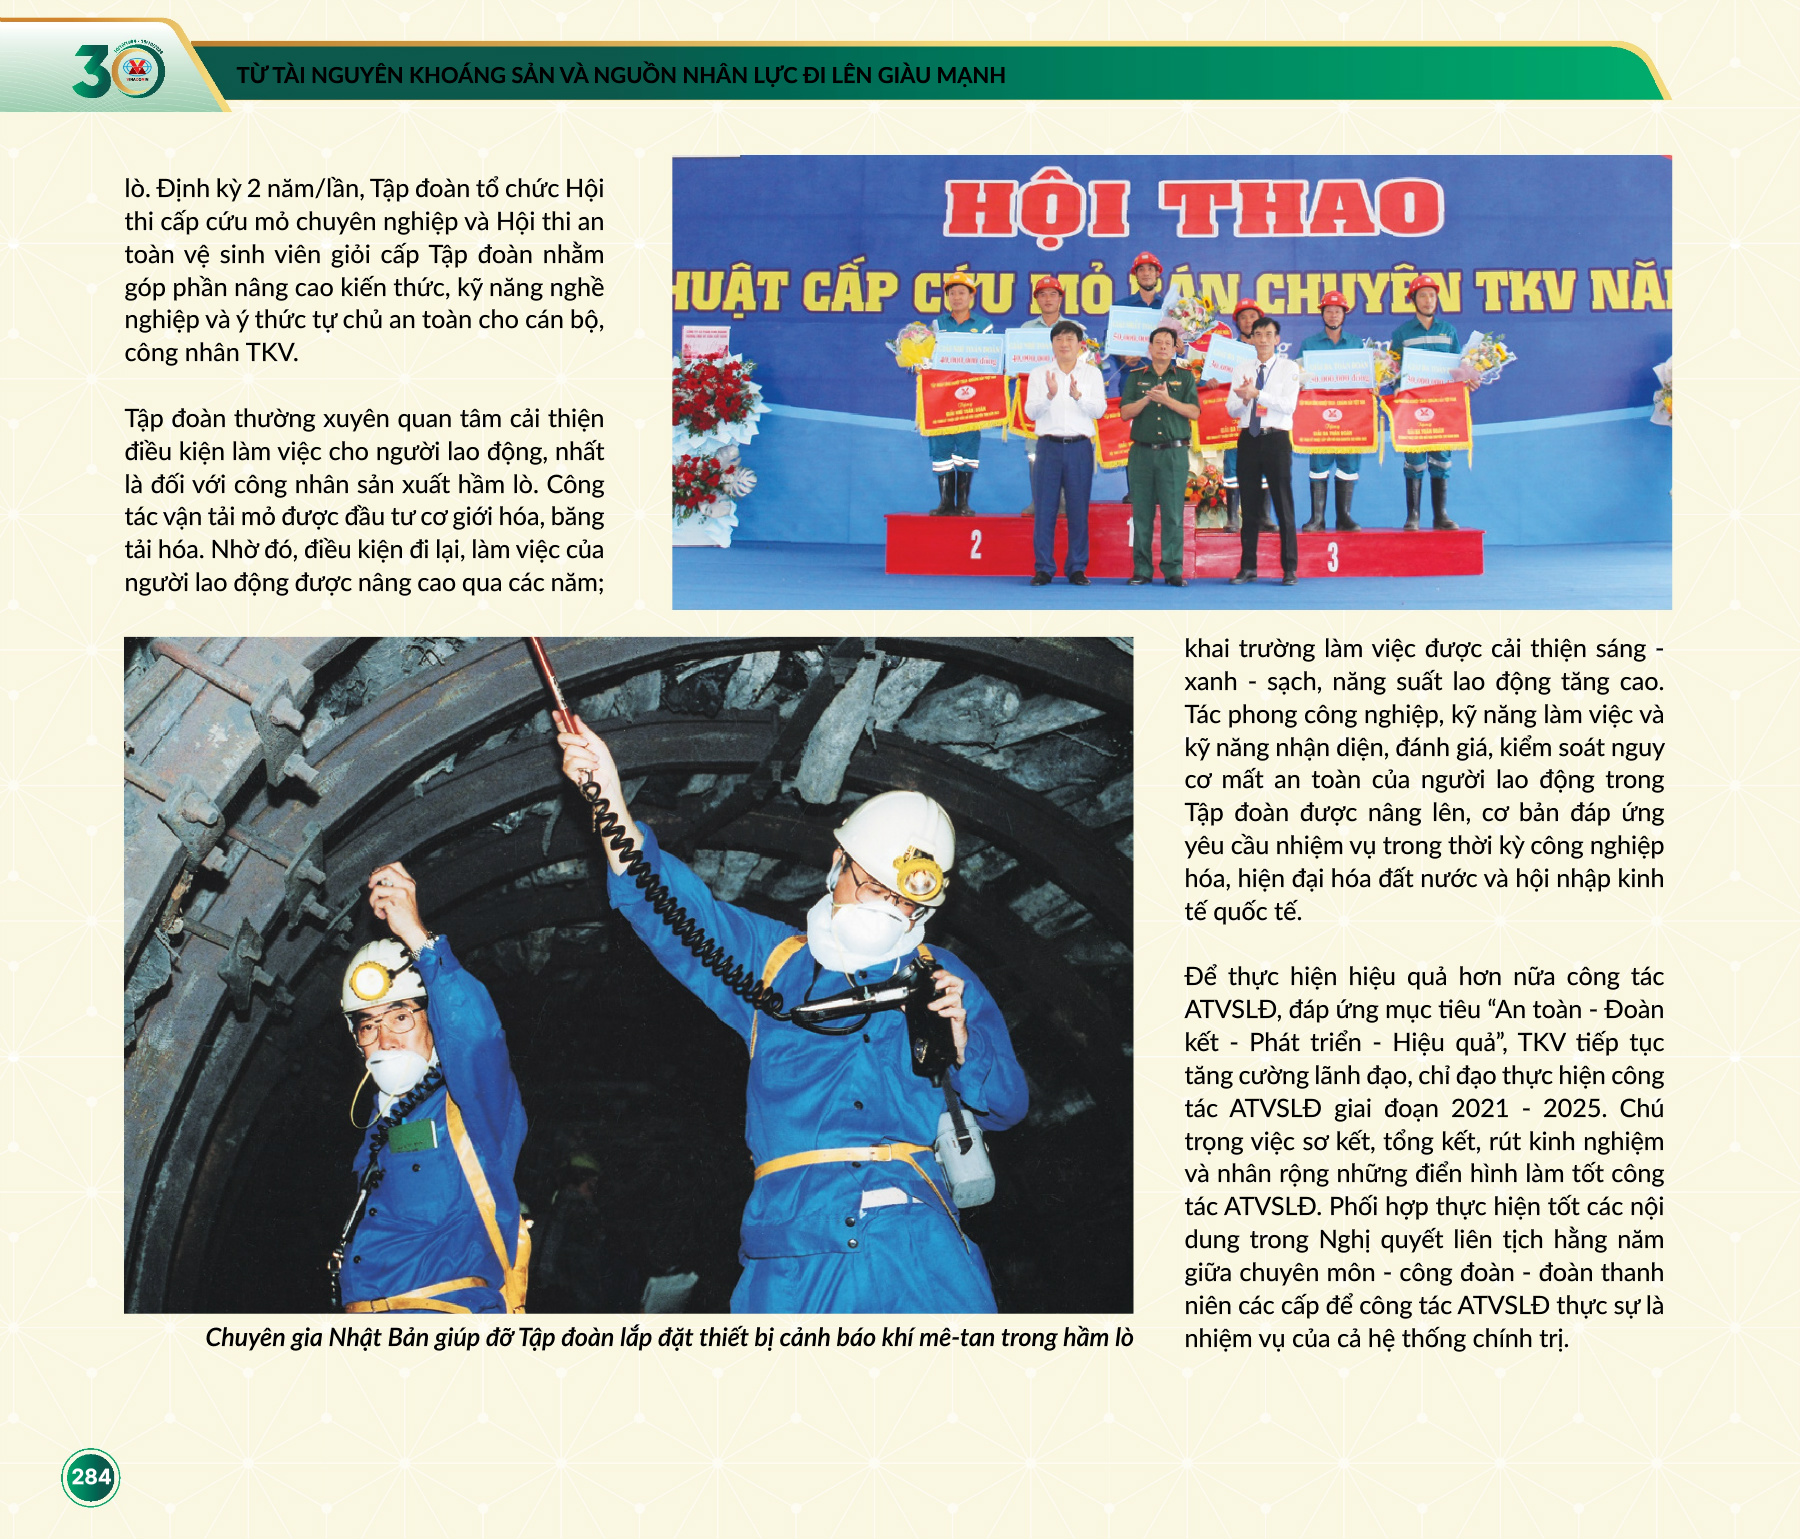 TỪ TÀI NGUYÊN KHOÁNG SẢN VÀ NGUỒN NHÂN LỰC ĐI LÊN GIÀU MẠNH
30
lò. Định kỳ 2 năm/lần, Tập đoàn tổ chức Hội
thi cấp cứu mỏ chuyên nghiệp và Hội thi an
toàn vệ sinh viên giỏi cấp Tập đoàn nhằm
góp phần nâng cao kiến thức, kỹ năng nghề
nghiệp và ý thức tự chủ an toàn cho cán bộ,
công nhân TKV.
Tập đoàn thường xuyên quan tâm cải thiện
điều kiện làm việc cho người lao động, nhất
là đối với công nhân sản xuất hầm lò. Công
tác vận tải mỏ được đầu tư cơ giới hóa, băng
tải hóa. Nhờ đó, điều kiện đi lại, làm việc của
người lao động được nâng cao qua các năm;
HỘI THAO
HUẬT CẤP CỨU MỎ BÁN CHUYÊN TKV NĂ
2
1
3
khai trường làm việc được cải thiện sáng -
xanh - sạch, năng suất lao động tăng cao.
Tác phong công nghiệp, kỹ năng làm việc và
kỹ năng nhận diện, đánh giá, kiểm soát nguy
cơ mất an toàn của người lao động trong
Tập đoàn được nâng lên, cơ bản đáp ứng
yêu cầu nhiệm vụ trong thời kỳ công nghiệp
hóa, hiện đại hóa đất nước và hội nhập kinh
tế quốc tế.
Để thực hiện hiệu quả hơn nữa công tác
ATVSLĐ, đáp ứng mục tiêu “An toàn - Đoàn
kết - Phát triển - Hiệu quả”, TKV tiếp tục
tăng cường lãnh đạo, chỉ đạo thực hiện công
tác ATVSLĐ giai đoạn 2021 - 2025. Chú
trọng việc sơ kết, tổng kết, rút kinh nghiệm
và nhân rộng những điển hình làm tốt công
tác ATVSLĐ. Phối hợp thực hiện tốt các nội
dung trong Nghị quyết liên tịch hằng năm
giữa chuyên môn - công đoàn - đoàn thanh
niên các cấp để công tác ATVSLĐ thực sự là
nhiệm vụ của cả hệ thống chính trị.
Chuyên gia Nhật Bản giúp đỡ Tập đoàn lắp đặt thiết bị cảnh báo khí mê-tan trong hầm lò
284